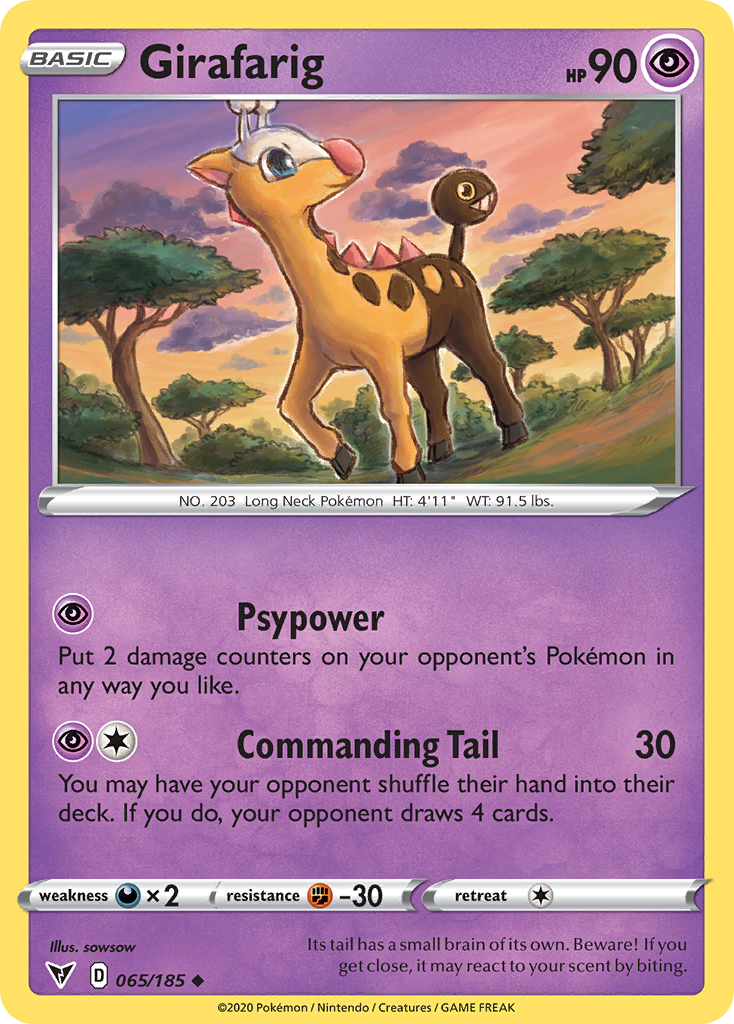 BASIC Girafarig HP 90
NO. 203 Long Neck Pokémon HT: 4'11" WT: 91.5 lbs.
Psypower
Put 2 damage counters on your opponent's Pokémon in
any way you like.
Commanding Tail 30
You may have your opponent shuffle their hand into their
deck. If you do, your opponent draws 4 cards.
weakness ×2 resistance -30 retreat
Illus. sowsow
Its tail has a small brain of its own. Beware! If you
get close, it may react to your scent by biting.
D 065/185
©2020 Pokémon / Nintendo / Creatures / GAME FREAK